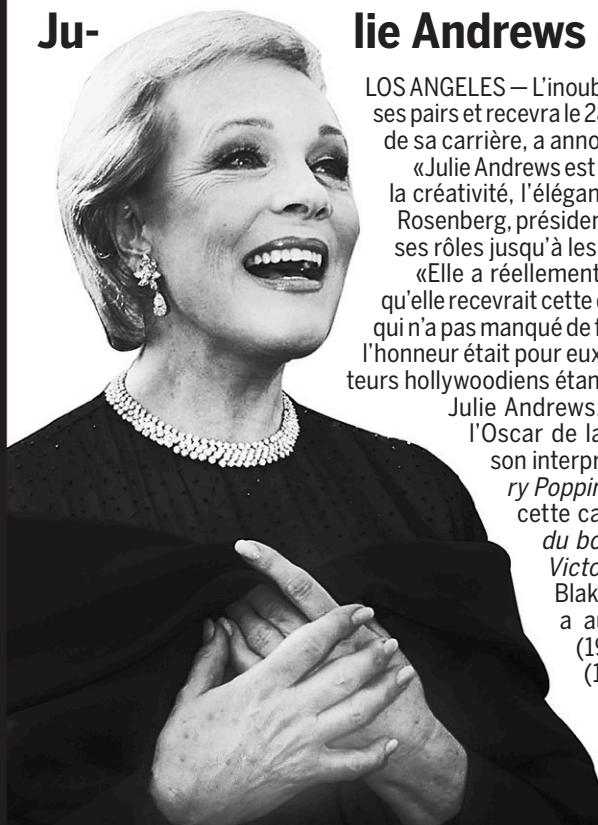 Ju- lie Andrews
LOS ANGELES — L'inoub
ses pairs et recevra le 2
de sa carrière, a anno
«Julie Andrews est
la créativité, l'élégan
Rosenberg, présiden
ses rôles jusqu'à les
«Elle a réellement
qu'elle recevrait cette
qui n'a pas manqué de f
l'honneur était pour eux
teurs hollywoodiens étan
Julie Andrews,
l'Oscar de la
son interpr
ry Poppin
cette ca
du bo
Victo
Blak
a au
(19
(1